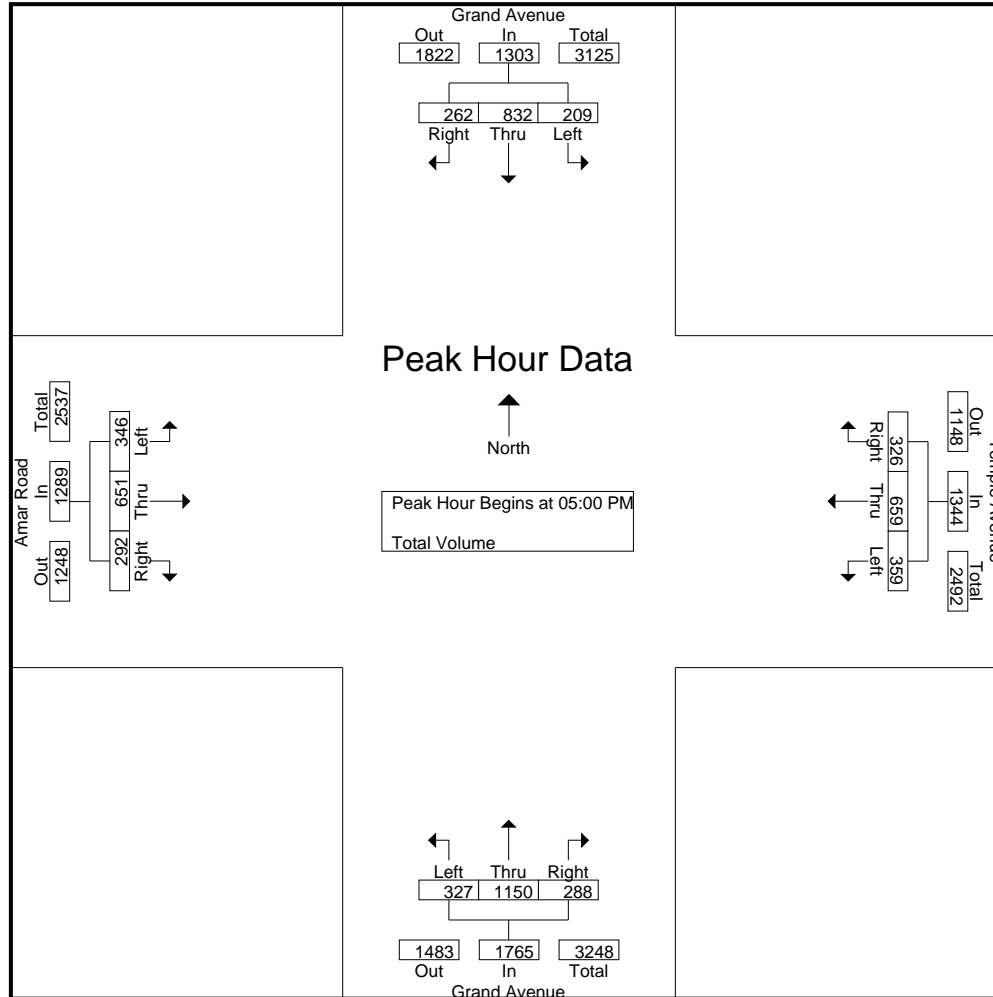 Grand Avenue
Out In Total
1822 1303 3125
262 832 209
Right Thru Left
Peak Hour Data
North
Peak Hour Begins at 05:00 PM
Total Volume
Amar Road
Total In Out
2537 1289 1248
346 651 292
Left Thru Right
Out In Total
1148 1344 2492
326 659 359
Right Thru Left
Left Thru Right
327 1150 288
1483 1765 3248
Out In Total
Grand Avenue